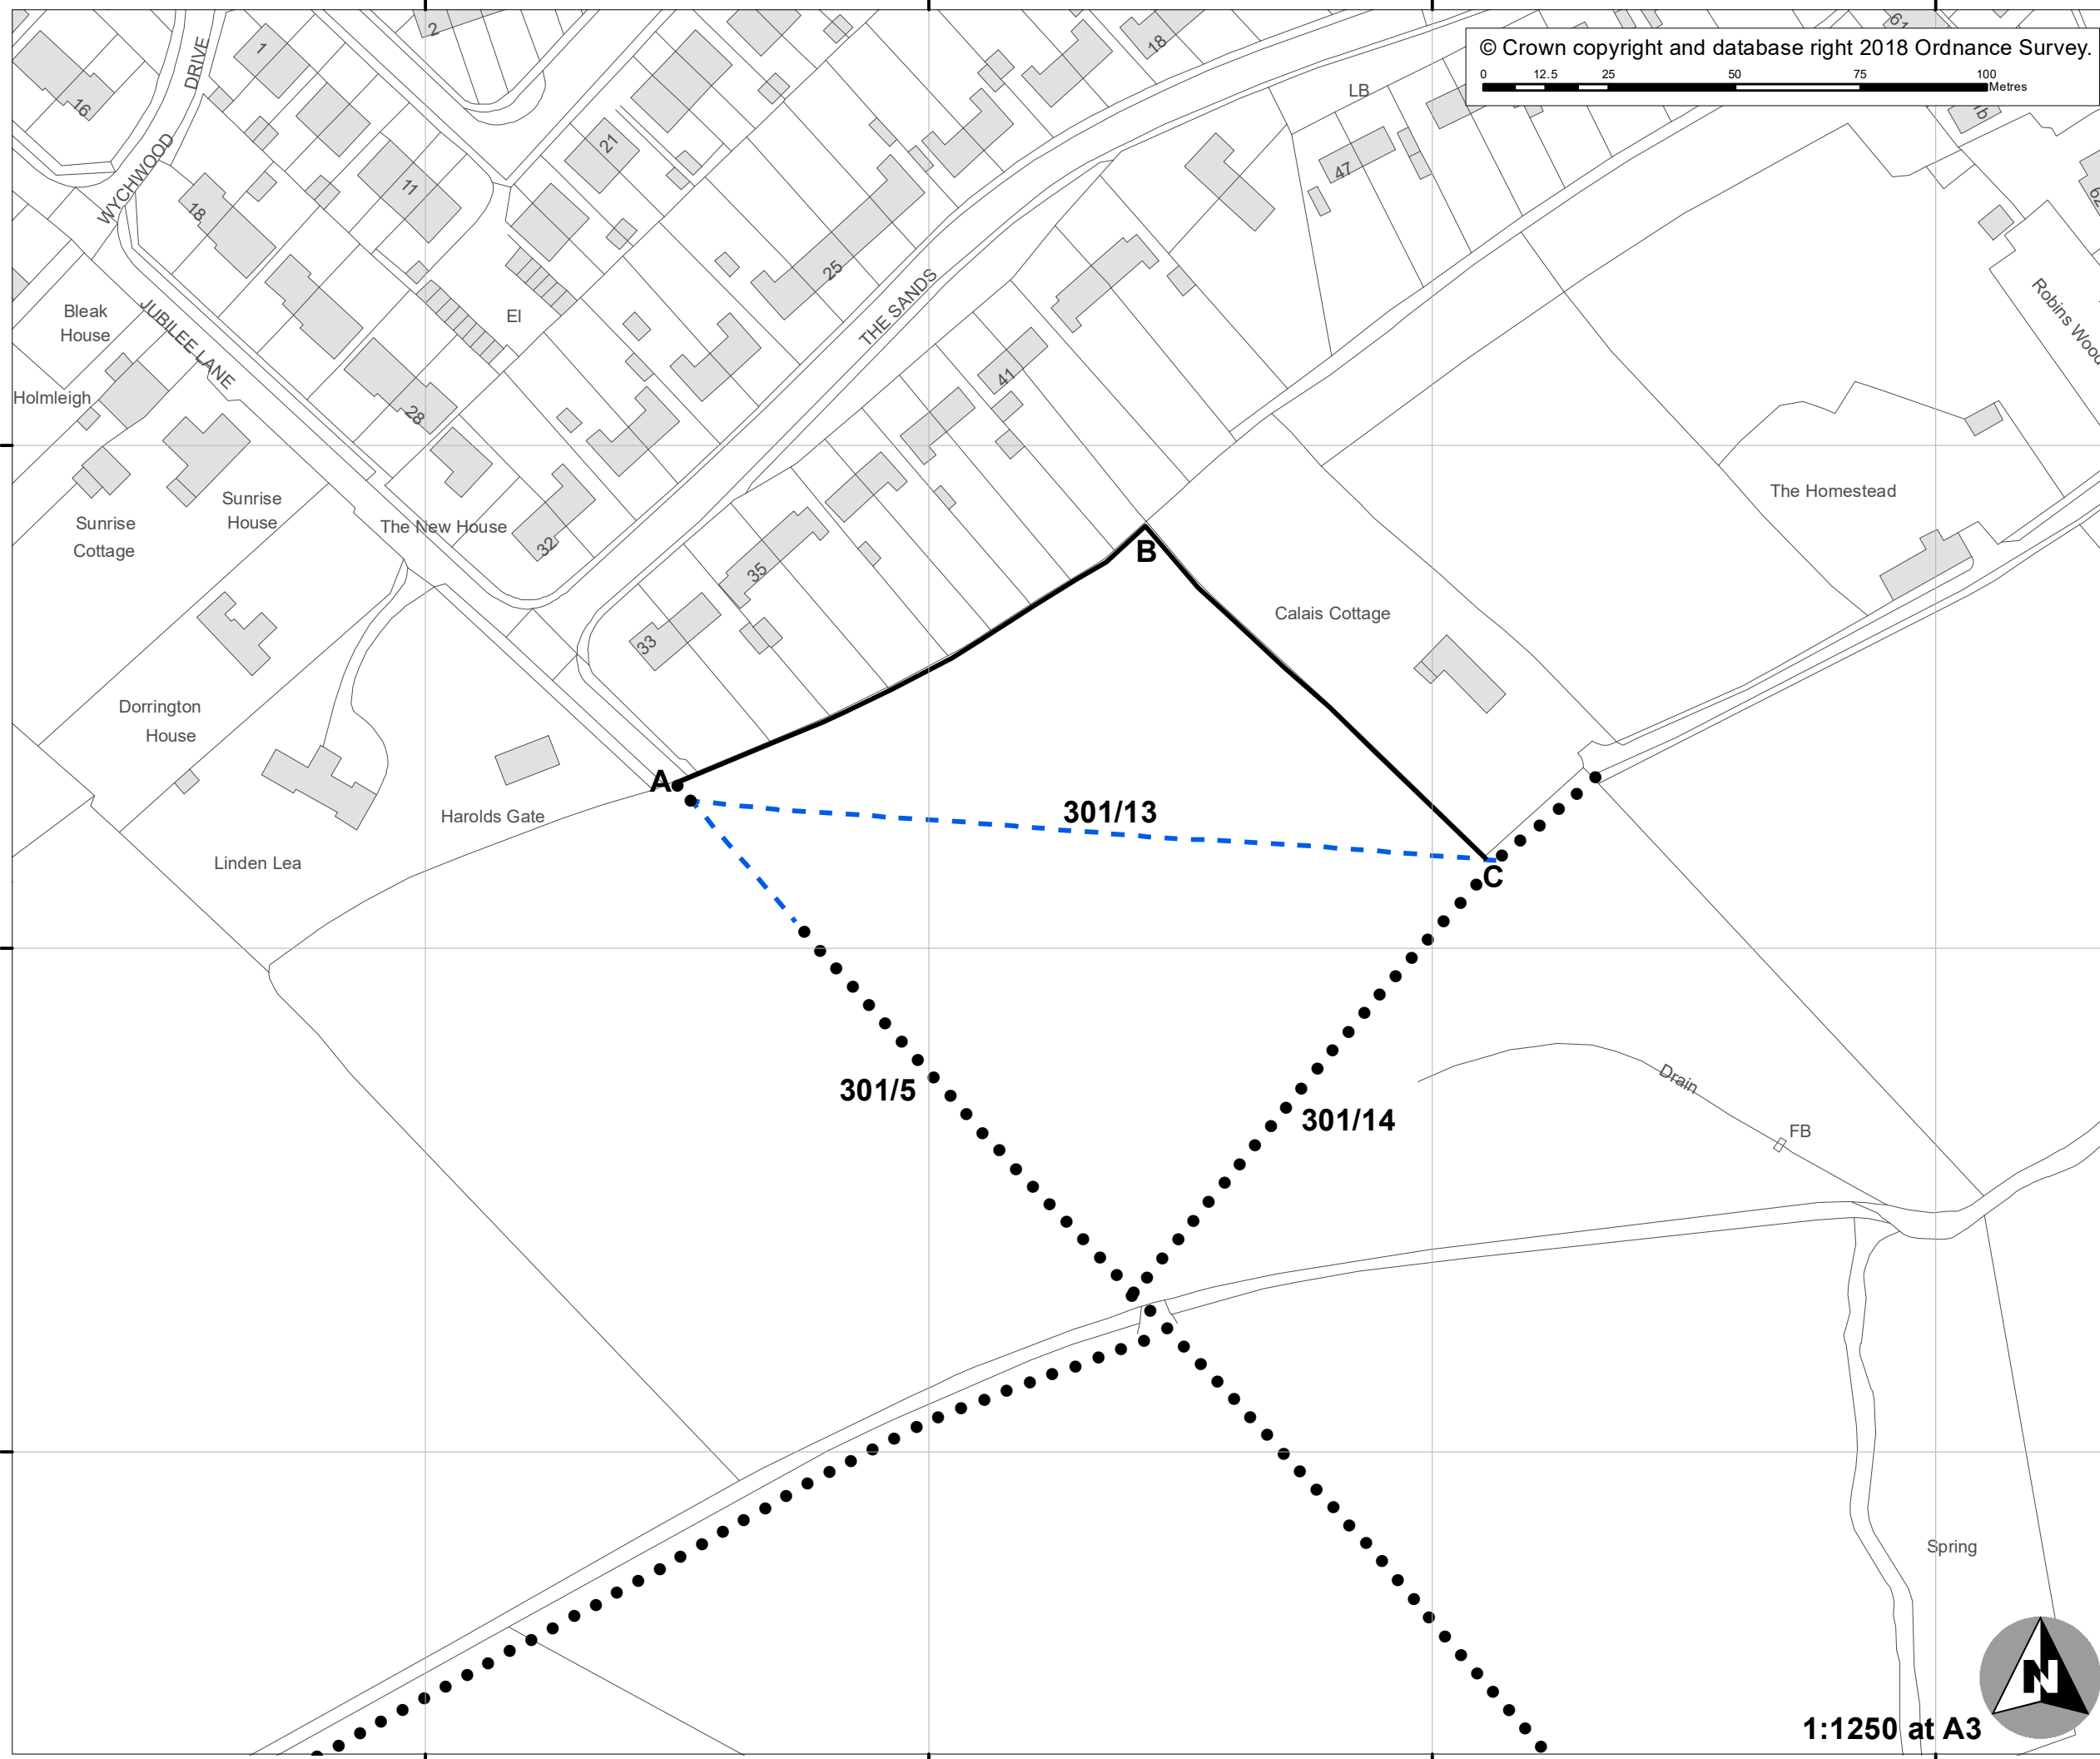 © Crown copyright and database right 2018 Ordnance Survey.
0 12.5 25 50 75 100
Metres
2
18
61
1
DRIVE
16
LB
21
47
11
WYCHWOOD
18
62
25
El
THE SANDS
Bleak
House
JUBILEE LANE
Robins Wood
Holmleigh
28
41
Sunrise
House
The New House
Sunrise
Cottage
32
The Homestead
B
35
33
Calais Cottage
Dorrington
House
A
Harolds Gate
301/13
Linden Lea
C
301/5
301/14
Drain
FB
Spring
N
1:1250 at A3